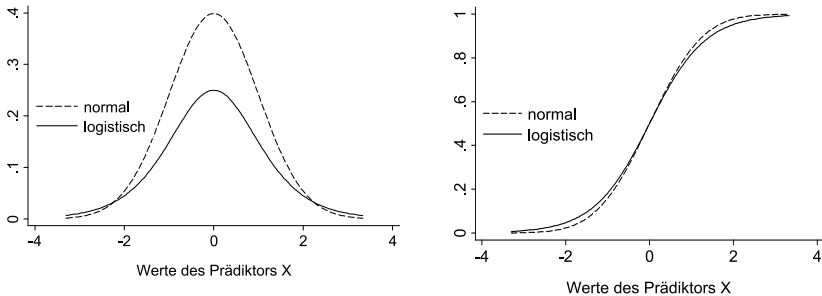 .4
.3
.2
.1
0
normal
logistisch
-4 -2 0 2 4
Werte des Prädiktors X
1
.8
.6
.4
.2
0
normal
logistisch
-4 -2 0 2 4
Werte des Prädiktors X